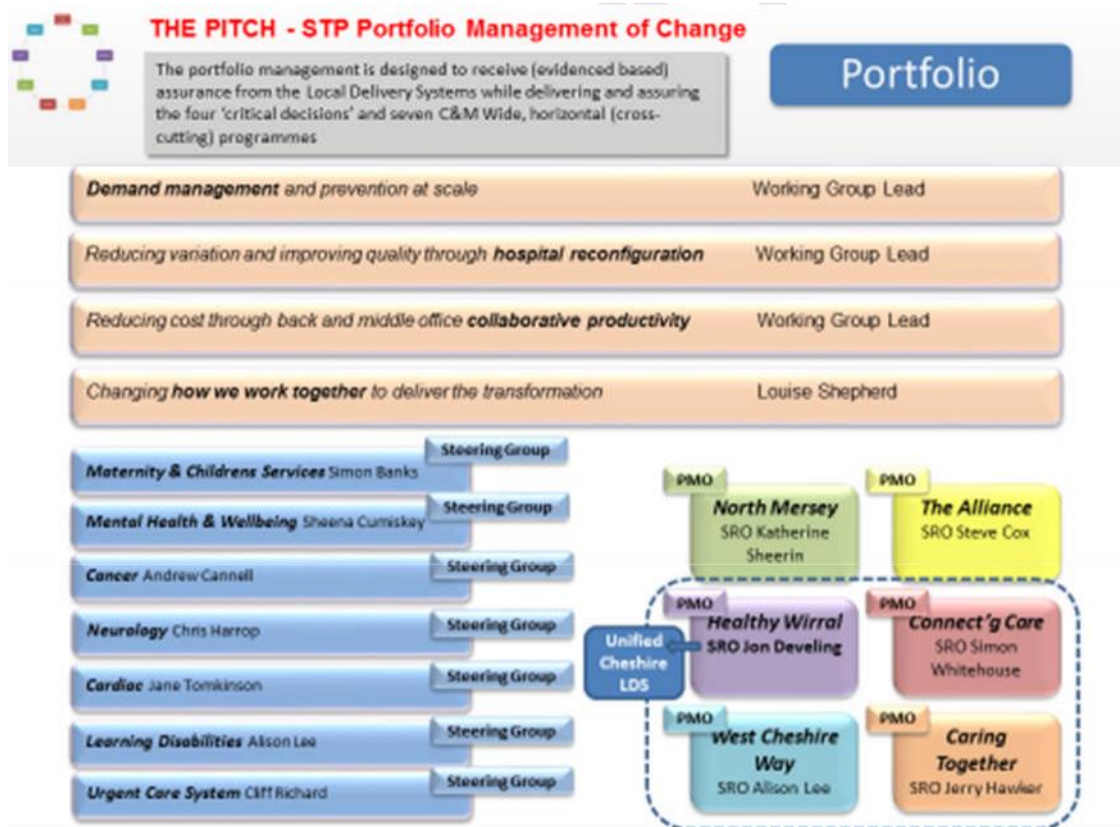 THE PITCH - STP Portfolio Management of Change
The portfolio management is designed to receive (evidenced based)
assurance from the Local Delivery Systems while delivering and assuring
the four 'critical decisions' and seven C&M Wide, horizontal (cross-
cutting) programmes
Portfolio
Demand management and prevention at scale Working Group Lead
Reducing variation and improving quality through hospital reconfiguration Working Group Lead
Reducing cost through back and middle office collaborative productivity Working Group Lead
Changing how we work together to deliver the transformation Louise Shepherd
Steering Group
Maternity & Childrens Services Simon Banks
Steering Group
Mental Health & Wellbeing Sheena Cumiskey
Steering Group
Cancer Andrew Cannell
Steering Group
Neurology Chris Harrop
Steering Group
Cardiac Jane Tomkinson
Steering Group
Learning Disabilities Alison Lee
Steering Group
Urgent Care System Cliff Richard
PMO
North Mersey
SRO Katherine
Sheerin
PMO
The Alliance
SRO Steve Cox
Unified
Cheshire
LDS
PMO
Healthy Wirral
SRO Jon Develing
PMO
Connect'g Care
SRO Simon
Whitehouse
PMO
West Cheshire
Way
SRO Alison Lee
PMO
Caring
Together
SRO Jerry Hawker